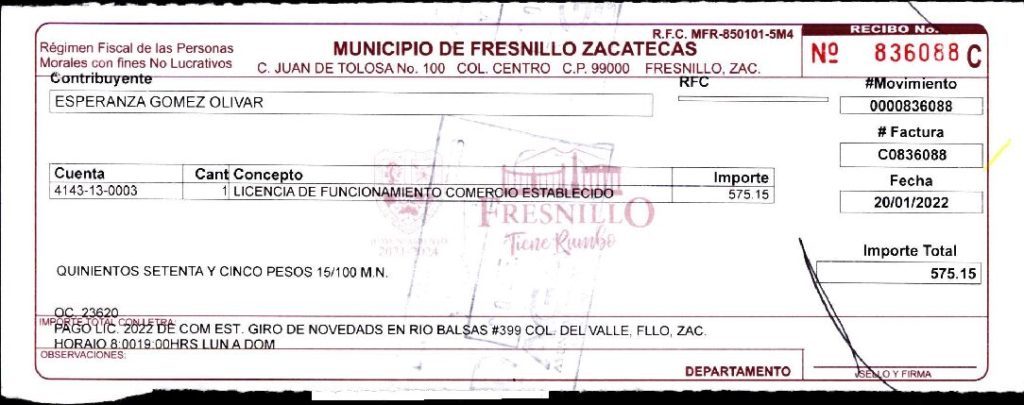 R.F.C. MFR-850101-5M4
RECIBO No.
Régimen Fiscal de las Personas
Morales con fines No Lucrativos
MUNICIPIO DE FRESNILLO ZACATECAS
C. JUAN DE TOLOSA No. 100 COL. CENTRO C.P. 99000 FRESNILLO, ZAC.
Nº 836088 C
Contribuyente
RFC
#Movimiento
ESPERANZA GOMEZ OLIVAR
0000836088
# Factura
C0836088
Cuenta Cant Concepto Importe
Fecha
4143-13-0003 1 LICENCIA DE FUNCIONAMIENTO COMERCIO ESTABLECIDO 575.15
20/01/2022
FRESNILLO
Tiene Rumbo
2021-2024
Importe Total
QUINIENTOS SETENTA Y CINCO PESOS 15/100 M.N.
575.15
OC. 23620
IMPORTE TOTAL CON LETRA:
PAGO LIC. 2022 DE COM EST. GIRO DE NOVEDADS EN RIO BALSAS #399 COL. DEL VALLE, FLLO, ZAC.
HORAIO 8:0019:00HRS LUN A DOM
OBSERVACIONES:
DEPARTAMENTO
SELLO Y FIRMA